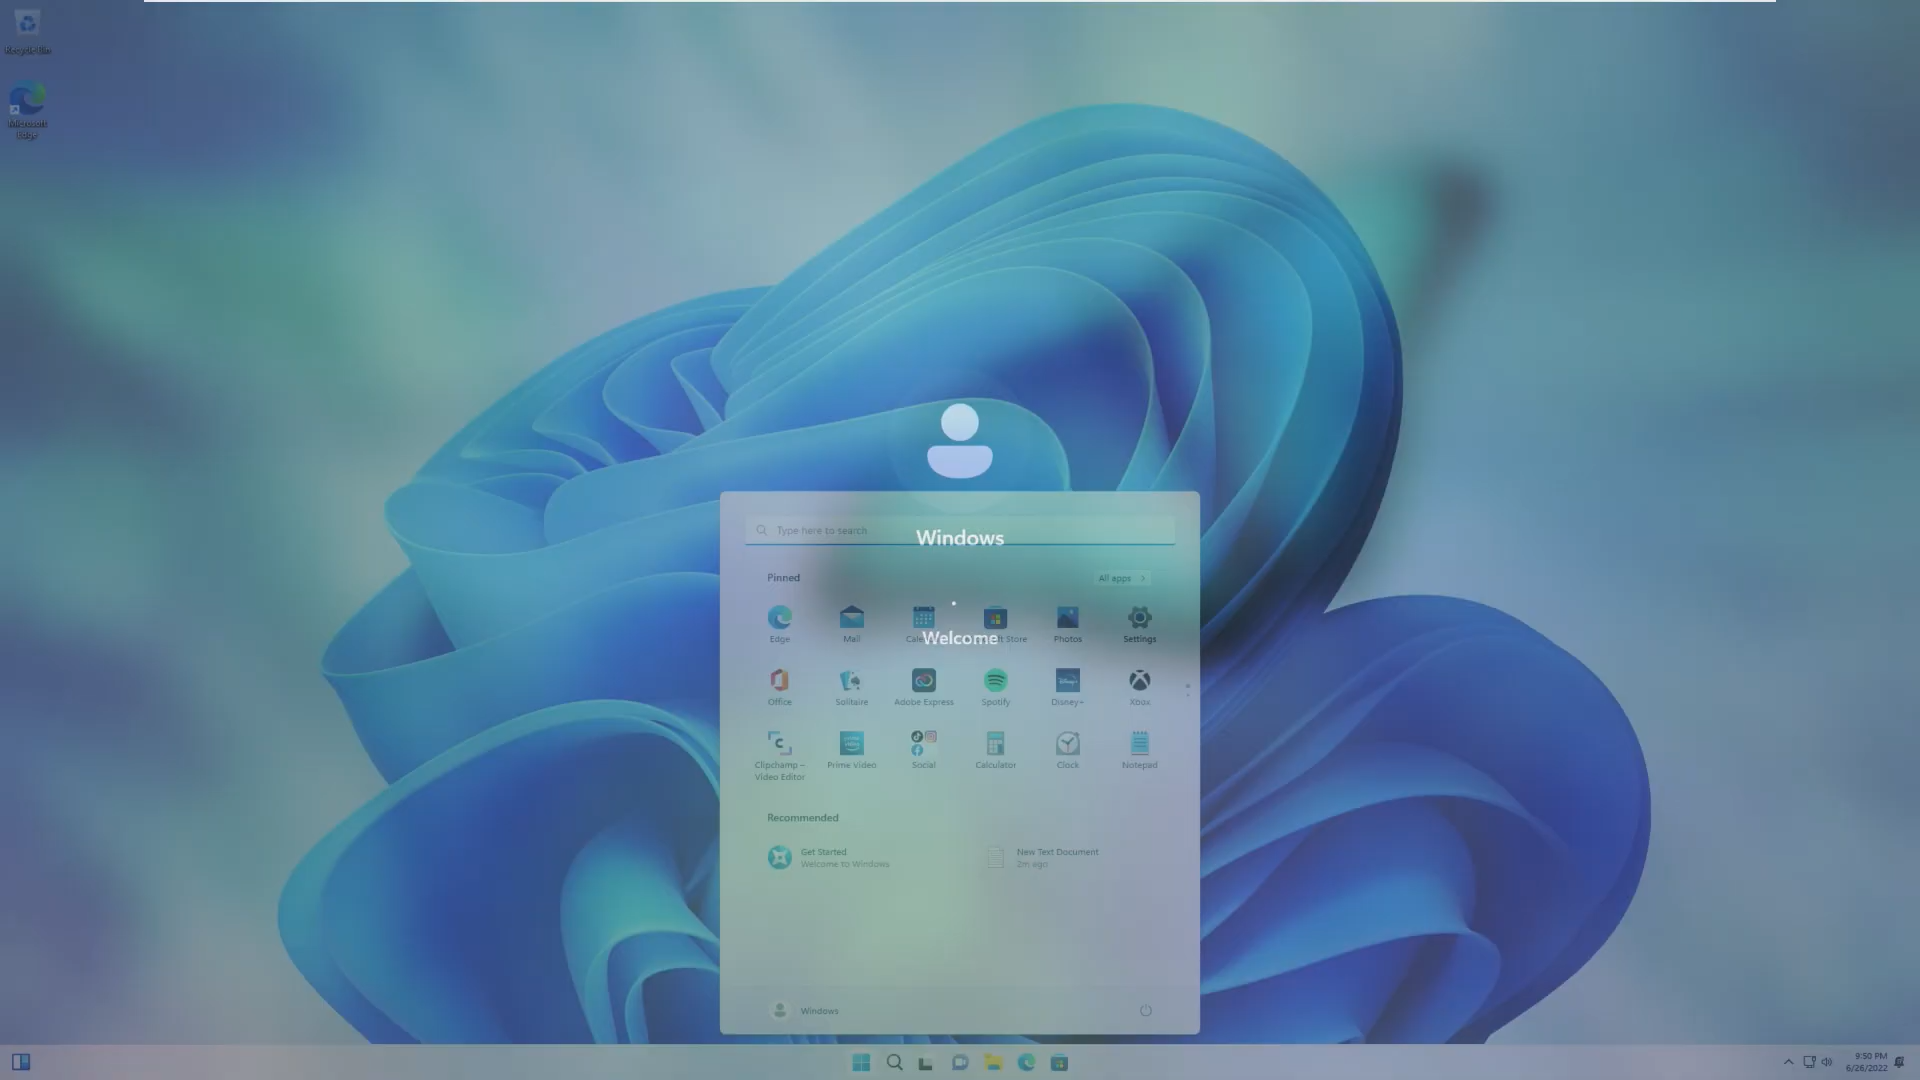 Recycle Bin
Microsoft
Edge
Type here to search
Windows
Pinned
All apps
Welcome
Edge
Mail
Store
Photos
Settings
Office
Solitaire
Adobe Express
Spotify
Disney+
Xbox
Clipchamp –
Video Editor
Prime Video
Social
Calculator
Clock
Notepad
Recommended
Get Started
Welcome to Windows
New Text Document
2m ago
Windows
9:50 PM
6/26/2022